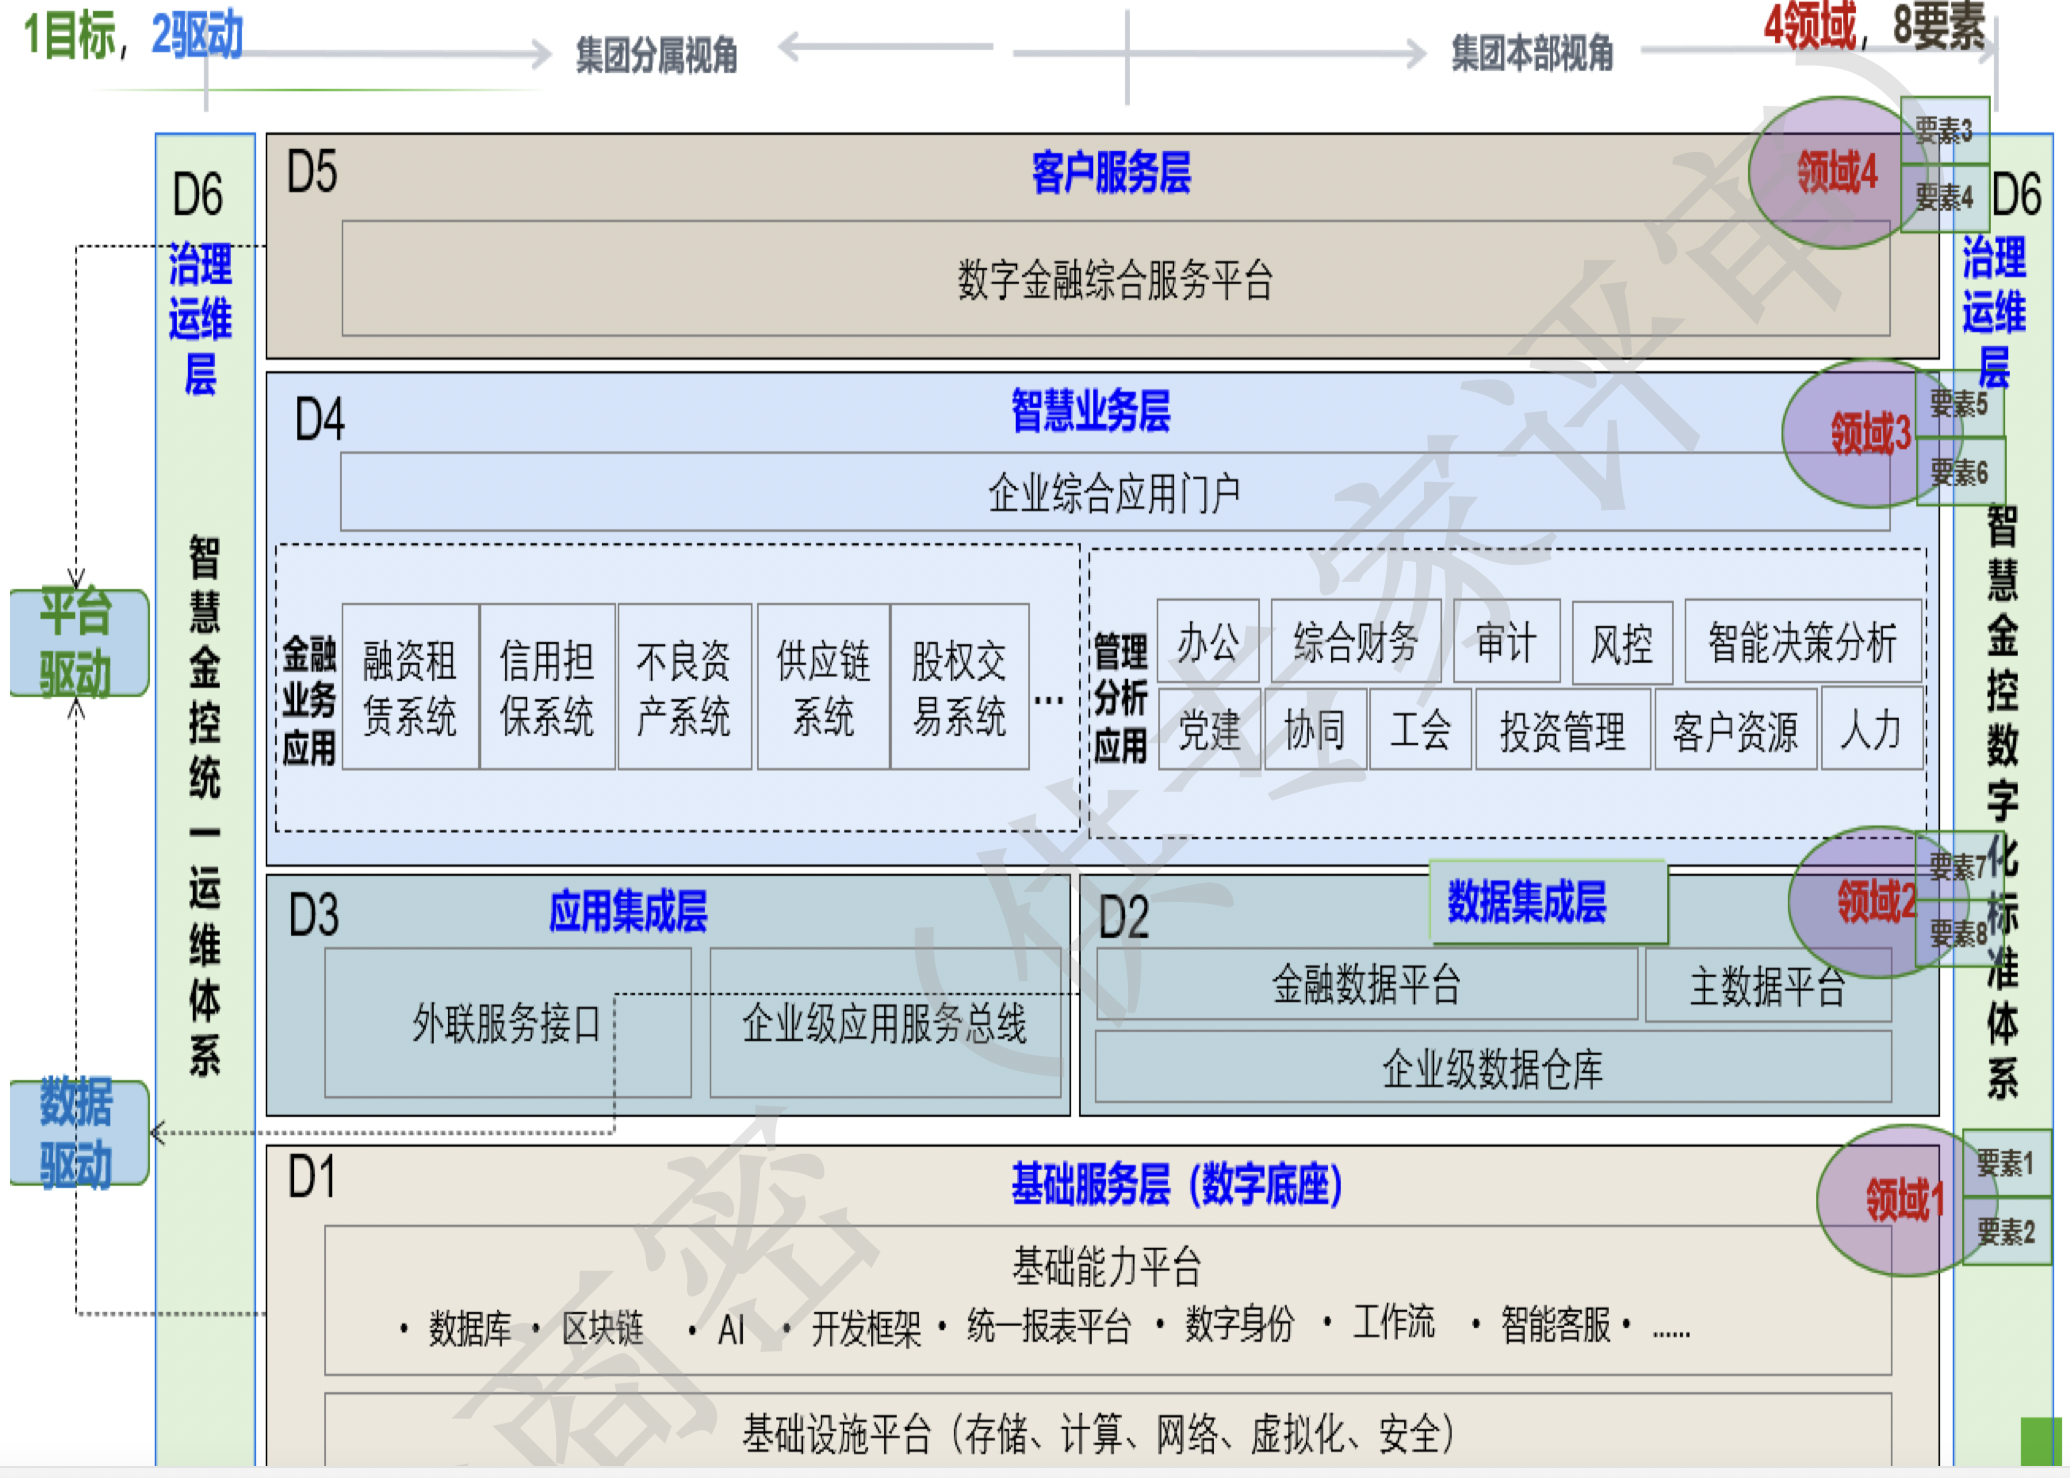 1目标，2驱动
集团分属视角
集团本部视角
4领域，8要素
D6
治理
运维
层
智慧金控统一运维体系
D5
客户服务层
数字金融综合服务平台
领域4
要素3
要素4
D6
治理
运维
层
智慧金控数字化标准体系
D4
智慧业务层
企业综合应用门户
领域3
要素5
要素6
金融
业务
应用
融资租
赁系统
信用担
保系统
不良资
产系统
供应链
系统
股权交
易系统
...
管理
分析
应用
办公
综合财务
审计
风控
智能决策分析
党建
协同
工会
投资管理
客户资源
人力
平台
驱动
数据
驱动
D3
应用集成层
外联服务接口
企业级应用服务总线
D2
数据集成层
金融数据平台
主数据平台
企业级数据仓库
领域2
要素7
要素8
D1
基础服务层（数字底座）
领域1
要素1
要素2
基础能力平台
• 数据库 • 区块链 • AI • 开发框架 • 统一报表平台 • 数字身份 • 工作流 • 智能客服 • ......
基础设施平台（存储、计算、网络、虚拟化、安全）
商密（供专家评审）